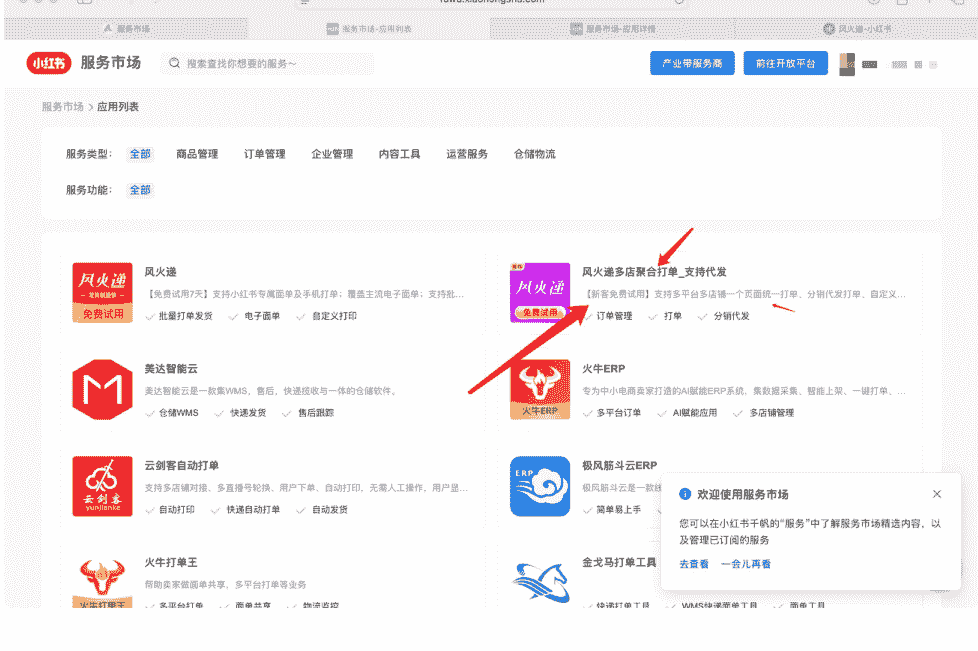 fuwu.xiaohongshu.com
服务市场
服务市场-应用列表
服务市场-应用详情
风火递-小红书
小红书
服务市场
搜索查找你想要的服务~
产业带服务商
前往开放平台
服务市场 > 应用列表
服务类型： 全部 商品管理 订单管理 企业管理 内容工具 运营服务 仓储物流
服务功能： 全部
风火递
免费试用
风火递
【免费试用7天】支持小红书专属面单及手机打单；覆盖主流电子面单；支持批...
批量打单发货 电子面单 自定义打印
风火递
免费试用
风火递多店聚合打单_支持代发
【新客免费试用】支持多平台多店铺一个页面统一打单、分销代发打单、自定义...
订单管理 打单 分销代发
美达智能云
美达智能云是一款集WMS，售后，快递揽收与一体的仓储软件。
仓储WMS 快递发货 售后跟踪
火牛ERP
火牛ERP
专为中小电商卖家打造的AI赋能ERP系统，集数据采集、智能上架、一键打单、...
多平台订单 AI赋能应用 多店铺管理
云剑客
yunjianke
云剑客自动打单
支持多店铺对接、多直播号轮换、用户下单、自动打印，无需人工操作，用户显...
自动打印 快递自动打单 自动发货
ERP
极风筋斗云ERP
极风筋斗云是一款
简单易上手
火牛打单王
火牛打单王
帮助卖家做面单共享，多平台打单等业务
多平台打单 面单共享 物流监控
金戈马打单工具
快递打单工具 WMS快递面单工具 面单工具
欢迎使用服务市场
您可以在小红书千帆的“服务”中了解服务市场精选内容，以
及管理已订阅的服务
去查看 一会儿再看